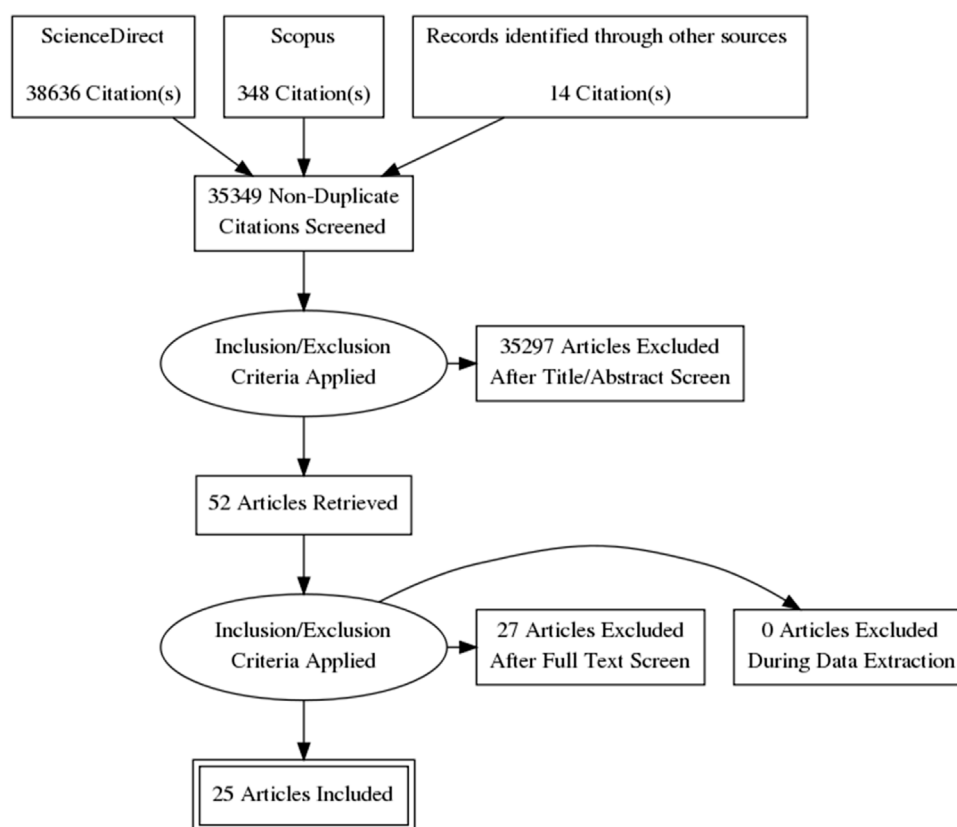 ScienceDirect
38636 Citation(s)
Scopus
348 Citation(s)
Records identified through other sources
14 Citation(s)
35349 Non-Duplicate
Citations Screened
Inclusion/Exclusion
Criteria Applied
35297 Articles Excluded
After Title/Abstract Screen
52 Articles Retrieved
Inclusion/Exclusion
Criteria Applied
27 Articles Excluded
After Full Text Screen
0 Articles Excluded
During Data Extraction
25 Articles Included